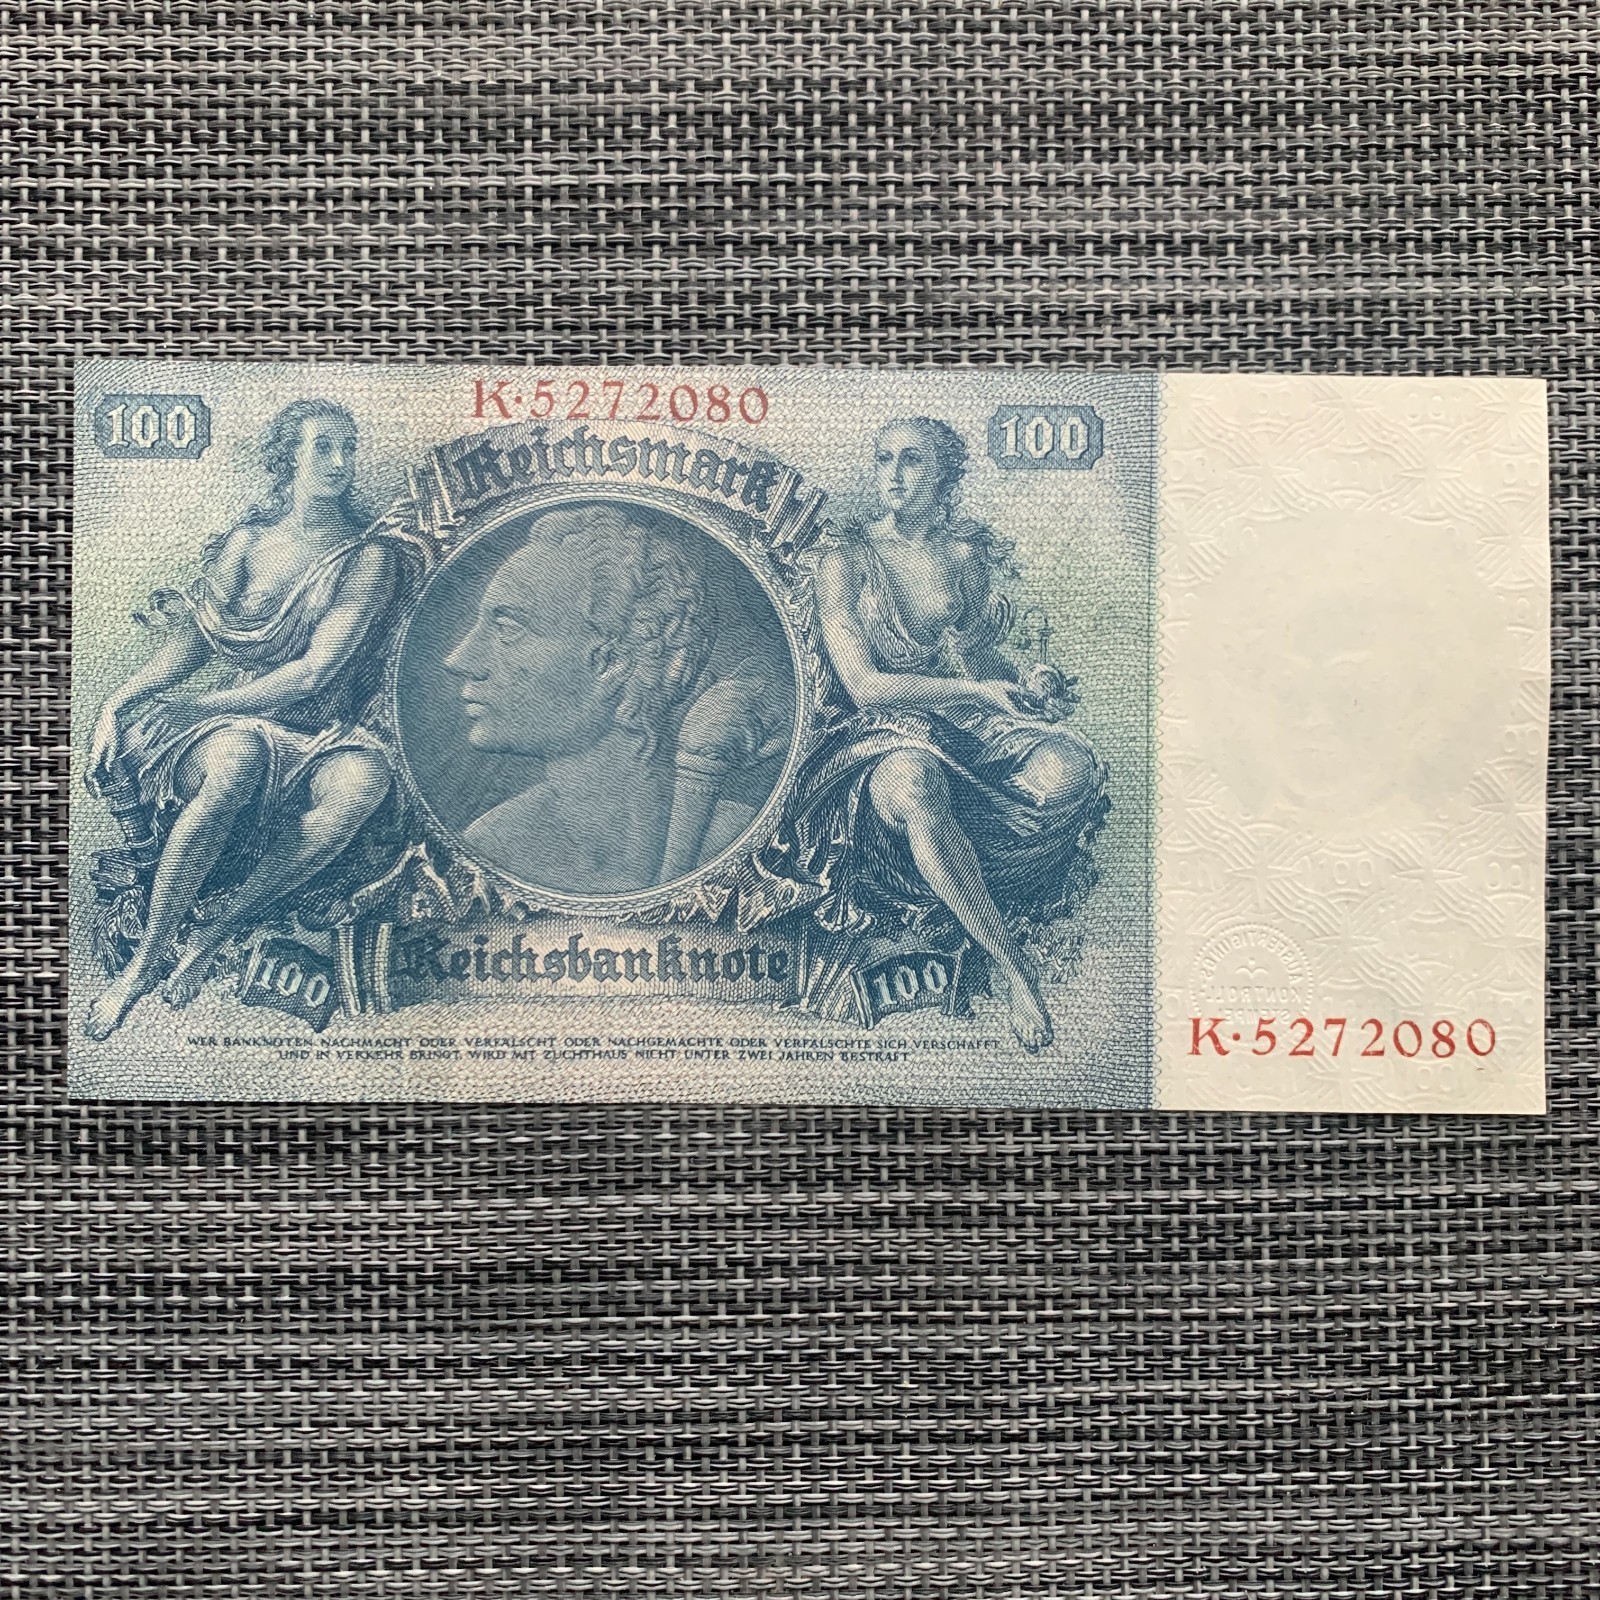 100 K·5272080 100
Reichsmark
Reichsbanknote
100 100
WER BANKNOTEN NACHMACHT ODER VERFÄLSCHT ODER NACHGEMACHTE ODER VERFÄLSCHTE SICH VERSCHAFFT
UND IN VERKEHR BRINGT, WIRD MIT ZUCHTHAUS NICHT UNTER ZWEI JAHREN BESTRAFT
K·5272080